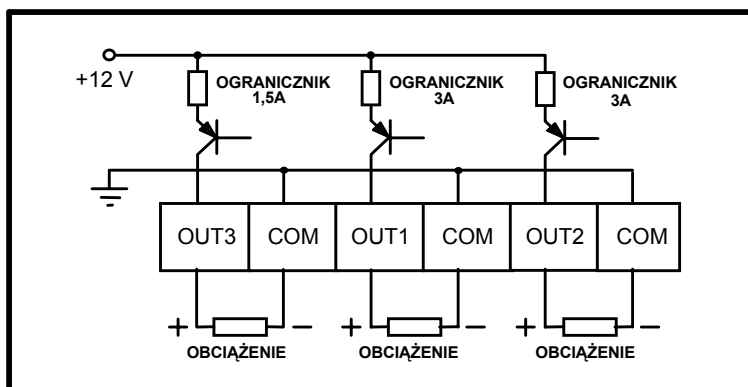 +12 V
OGRANICZNIK
1,5A
OGRANICZNIK
3A
OGRANICZNIK
3A
OUT3 COM OUT1 COM OUT2 COM
+ − + − + −
OBCIĄŻENIE OBCIĄŻENIE OBCIĄŻENIE